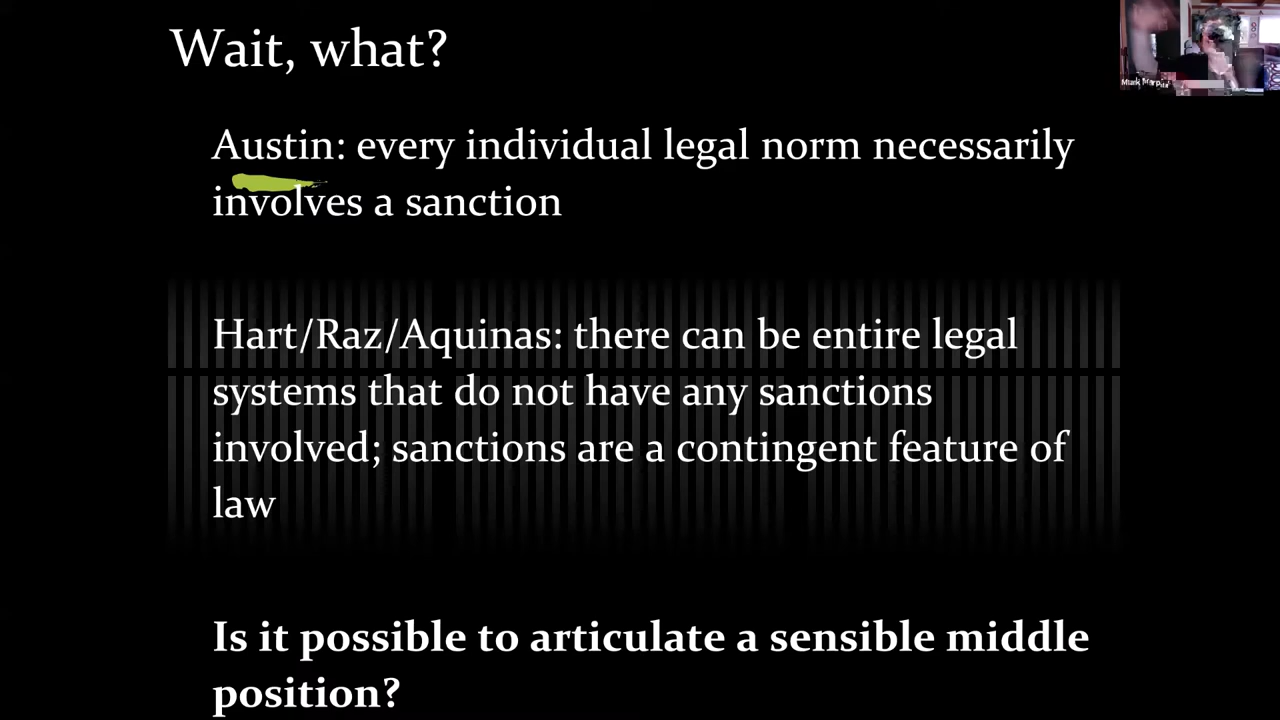 Wait, what?
Austin: every individual legal norm necessarily
involves a sanction
Hart/Raz/Aquinas: there can be entire legal
systems that do not have any sanctions
involved; sanctions are a contingent feature of
law
Is it possible to articulate a sensible middle
position?